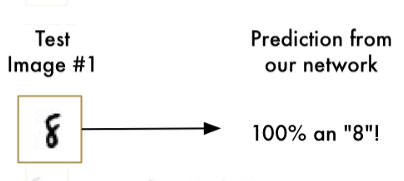 Test
Image #1
Prediction from
our network
8
100% an "8"!